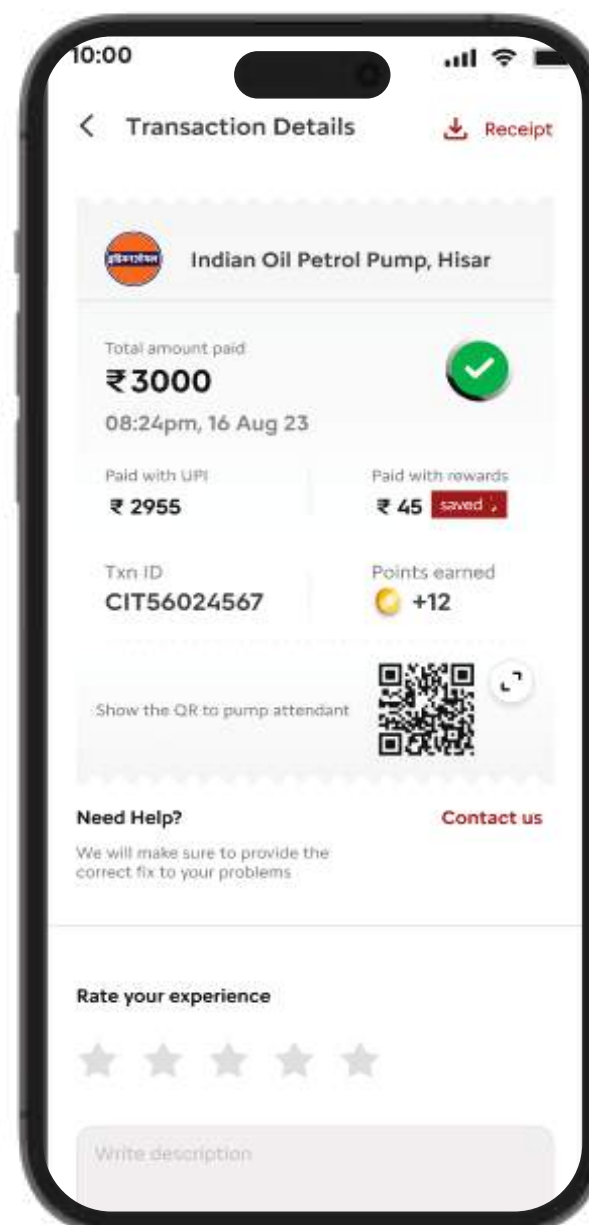 10:00
Transaction Details
Receipt
इंडियनऑयल
Indian Oil Petrol Pump, Hisar
Total amount paid
₹3000
08:24pm, 16 Aug 23
Paid with UPI
Paid with rewards
₹ 2955
₹ 45 saved
Txn ID
Points earned
CIT56024567
+12
Show the QR to pump attendant
Need Help?
Contact us
We will make sure to provide the
correct fix to your problems
Rate your experience
Write description